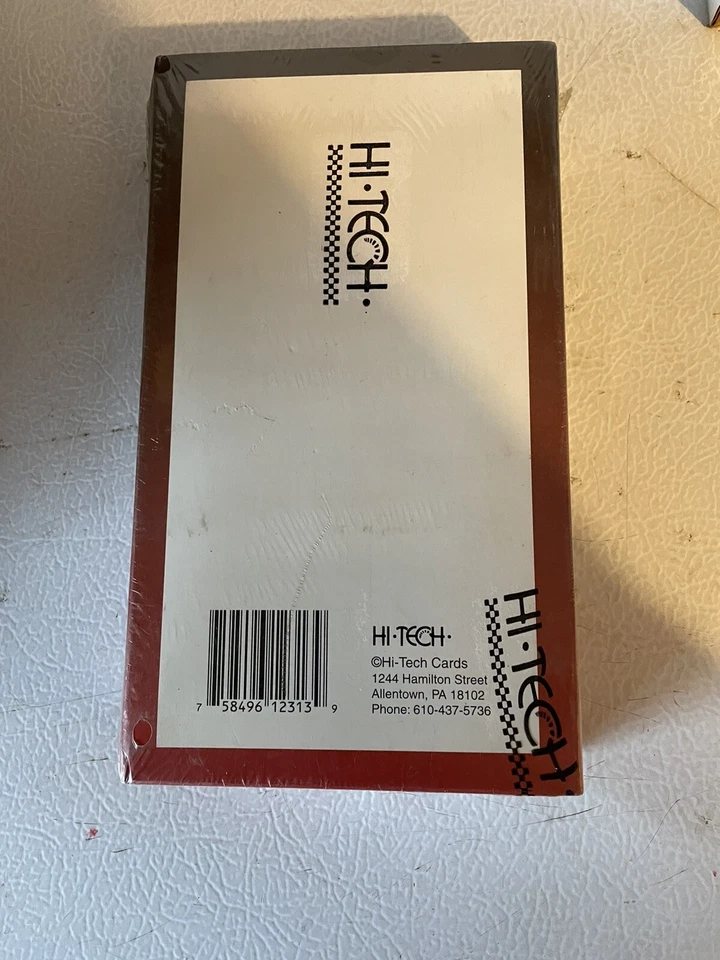 HI·TECH·
HI·TECH·
©Hi-Tech Cards
1244 Hamilton Street
Allentown, PA 18102
Phone: 610-437-5736
7 58496 12313 9
HI·TECH·